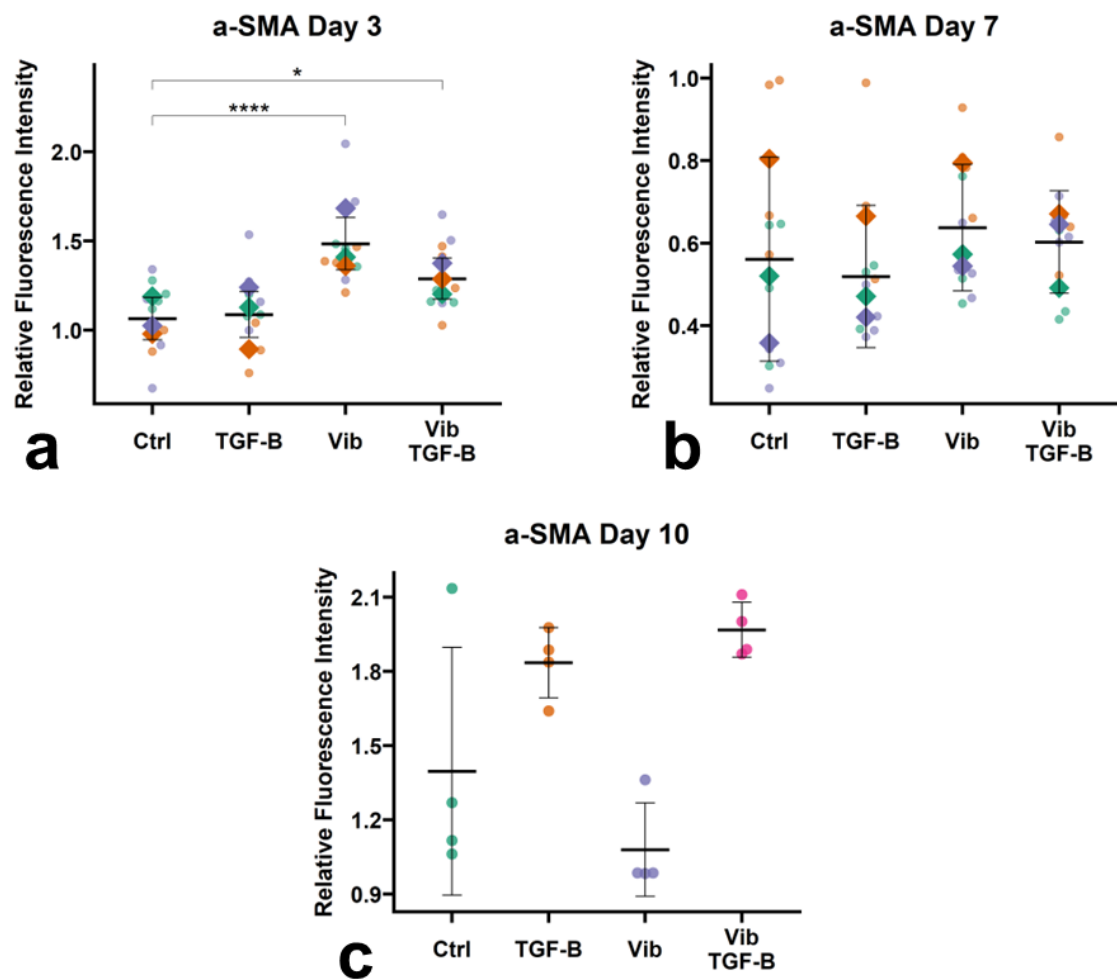 a-SMA Day 3
Relative Fluorescence Intensity
2.0
1.5
1.0
*
****
Ctrl
TGF-B
Vib
Vib
TGF-B
a
a-SMA Day 7
Relative Fluorescence Intensity
1.0
0.8
0.6
0.4
Ctrl
TGF-B
Vib
Vib
TGF-B
b
a-SMA Day 10
Relative Fluorescence Intensity
2.1
1.8
1.5
1.2
0.9
Ctrl
TGF-B
Vib
Vib
TGF-B
c